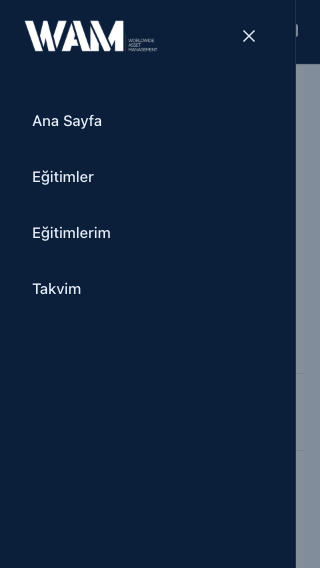 WAM
WORLDWIDE
ASSET
MANAGEMENT
Ana Sayfa
Eğitimler
Eğitimlerim
Takvim